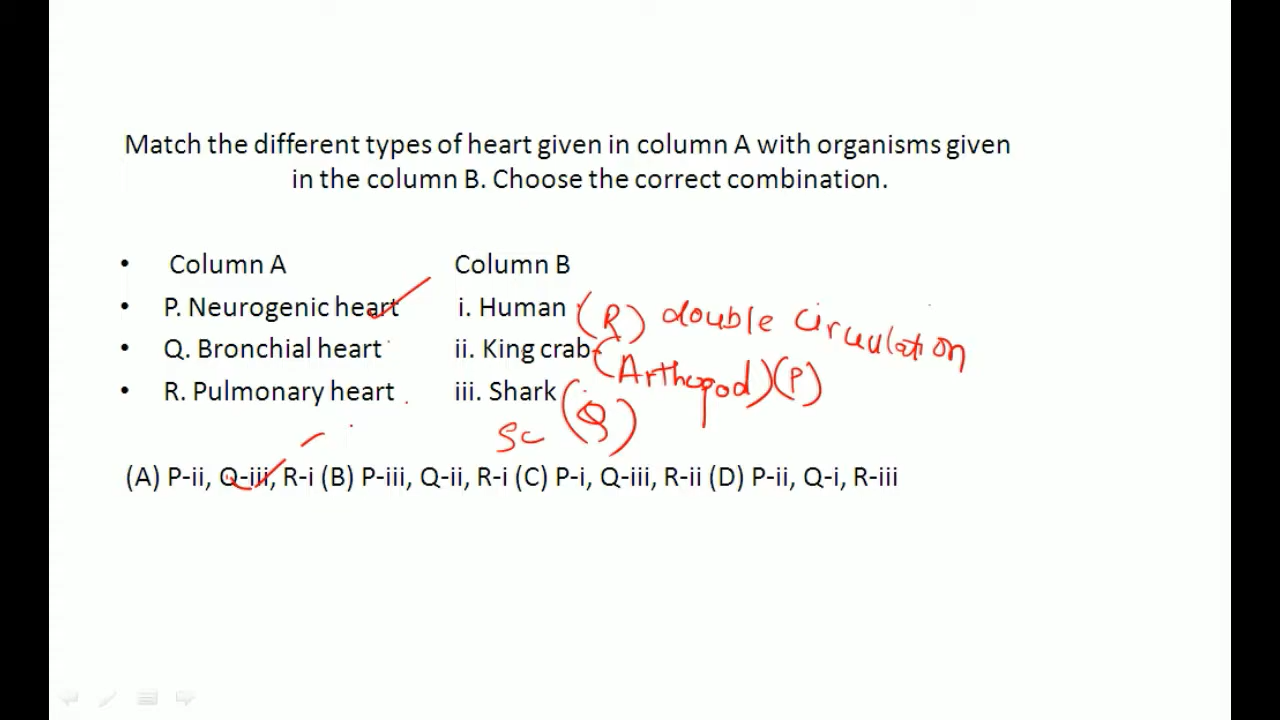 Match the different types of heart given in column A with organisms given
in the column B. Choose the correct combination.
• Column A Column B
• P. Neurogenic heart i. Human (R) double circulation
• Q. Bronchial heart ii. King crab (Arthopod) (P)
• R. Pulmonary heart iii. Shark (Q)
Sc
(A) P-ii, Q-iii, R-i (B) P-iii, Q-ii, R-i (C) P-i, Q-iii, R-ii (D) P-ii, Q-i, R-iii